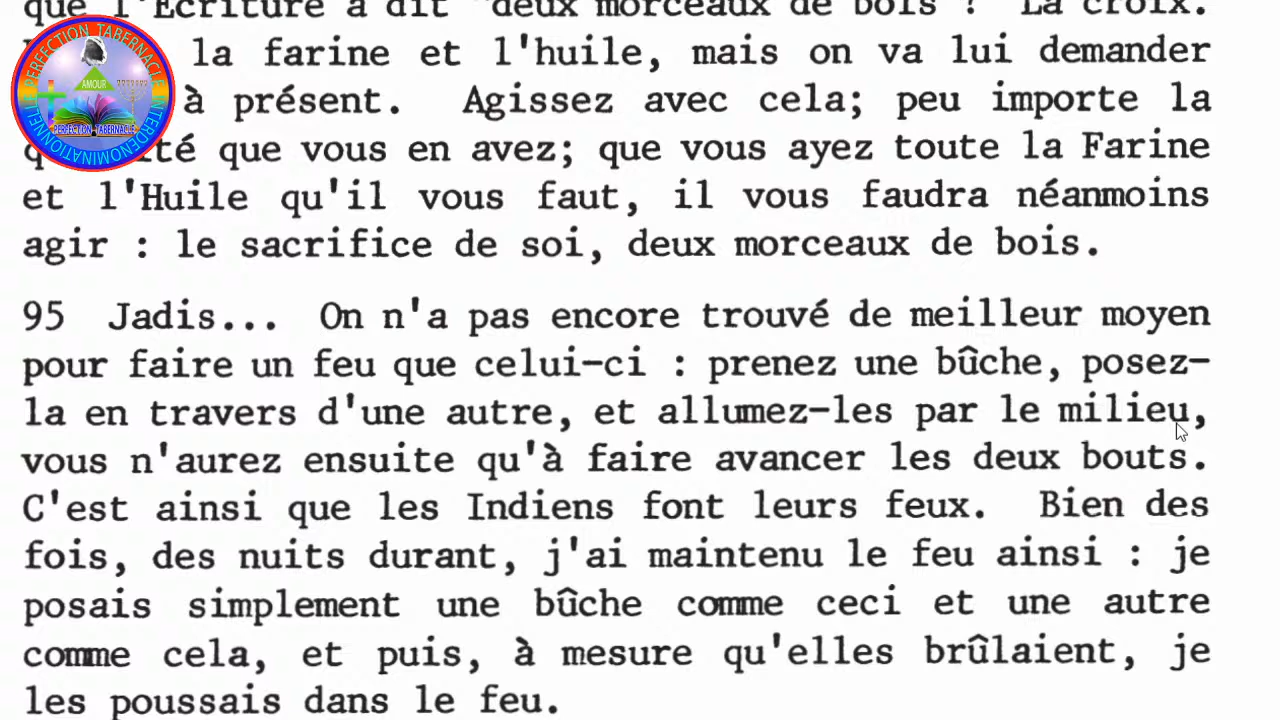 que l'Ecriture a dit "deux morceaux de bois"? La croix.
la farine et l'huile, mais on va lui demander
à présent. Agissez avec cela; peu importe la
té que vous en avez; que vous ayez toute la Farine
et l'Huile qu'il vous faut, il vous faudra néanmoins
agir : le sacrifice de soi, deux morceaux de bois.
95 Jadis... On n'a pas encore trouvé de meilleur moyen
pour faire un feu que celui-ci : prenez une bûche, posez-
la en travers d'une autre, et allumez-les par le milieu,
vous n'aurez ensuite qu'à faire avancer les deux bouts.
C'est ainsi que les Indiens font leurs feux. Bien des
fois, des nuits durant, j'ai maintenu le feu ainsi : je
posais simplement une bûche comme ceci et une autre
comme cela, et puis, à mesure qu'elles brûlaient, je
les poussais dans le feu.
PERFECTION TABERNACLE INTERDENOMINATIONNELLE
AMOUR
PERFECTION TABERNACLE